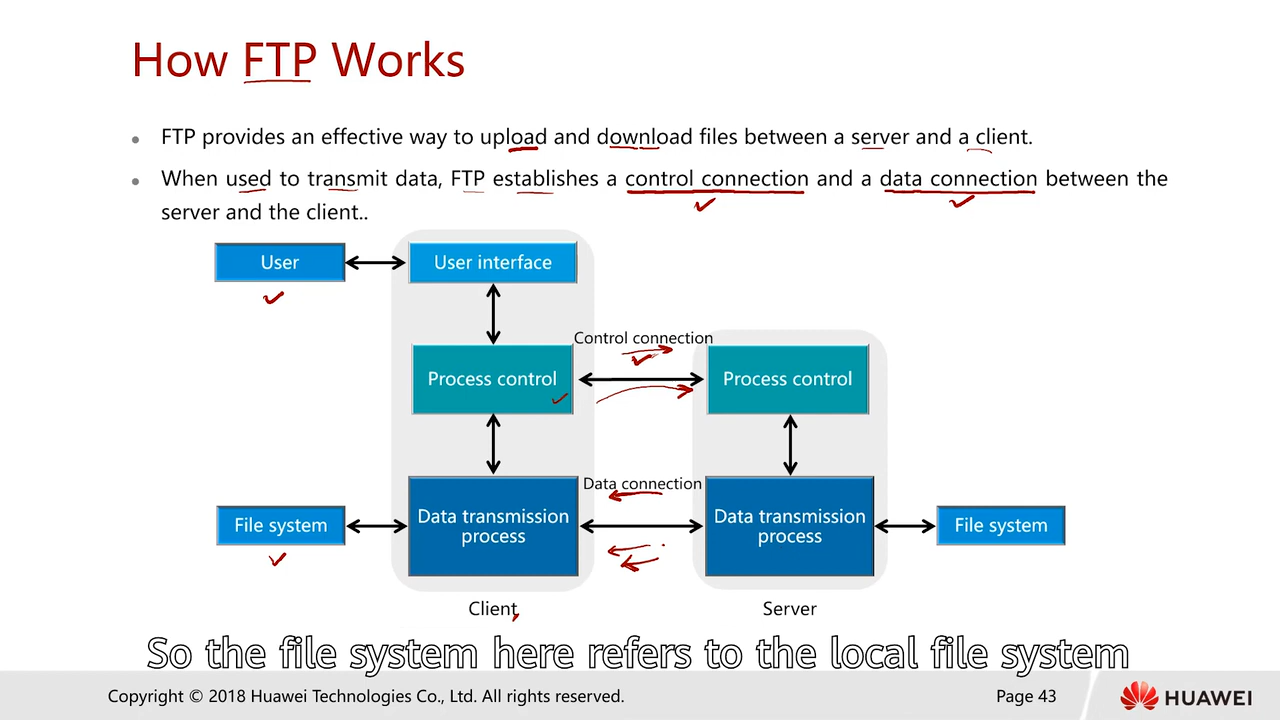 How FTP Works
FTP provides an effective way to upload and download files between a server and a client.
When used to transmit data, FTP establishes a control connection and a data connection between the
server and the client..
User
User interface
Control connection
Process control
Process control
Data connection
File system
Data transmission
process
Data transmission
process
File system
Client
Server
So the file system here refers to the local file system
Copyright © 2018 Huawei Technologies Co., Ltd. All rights reserved.
Page 43
HUAWEI